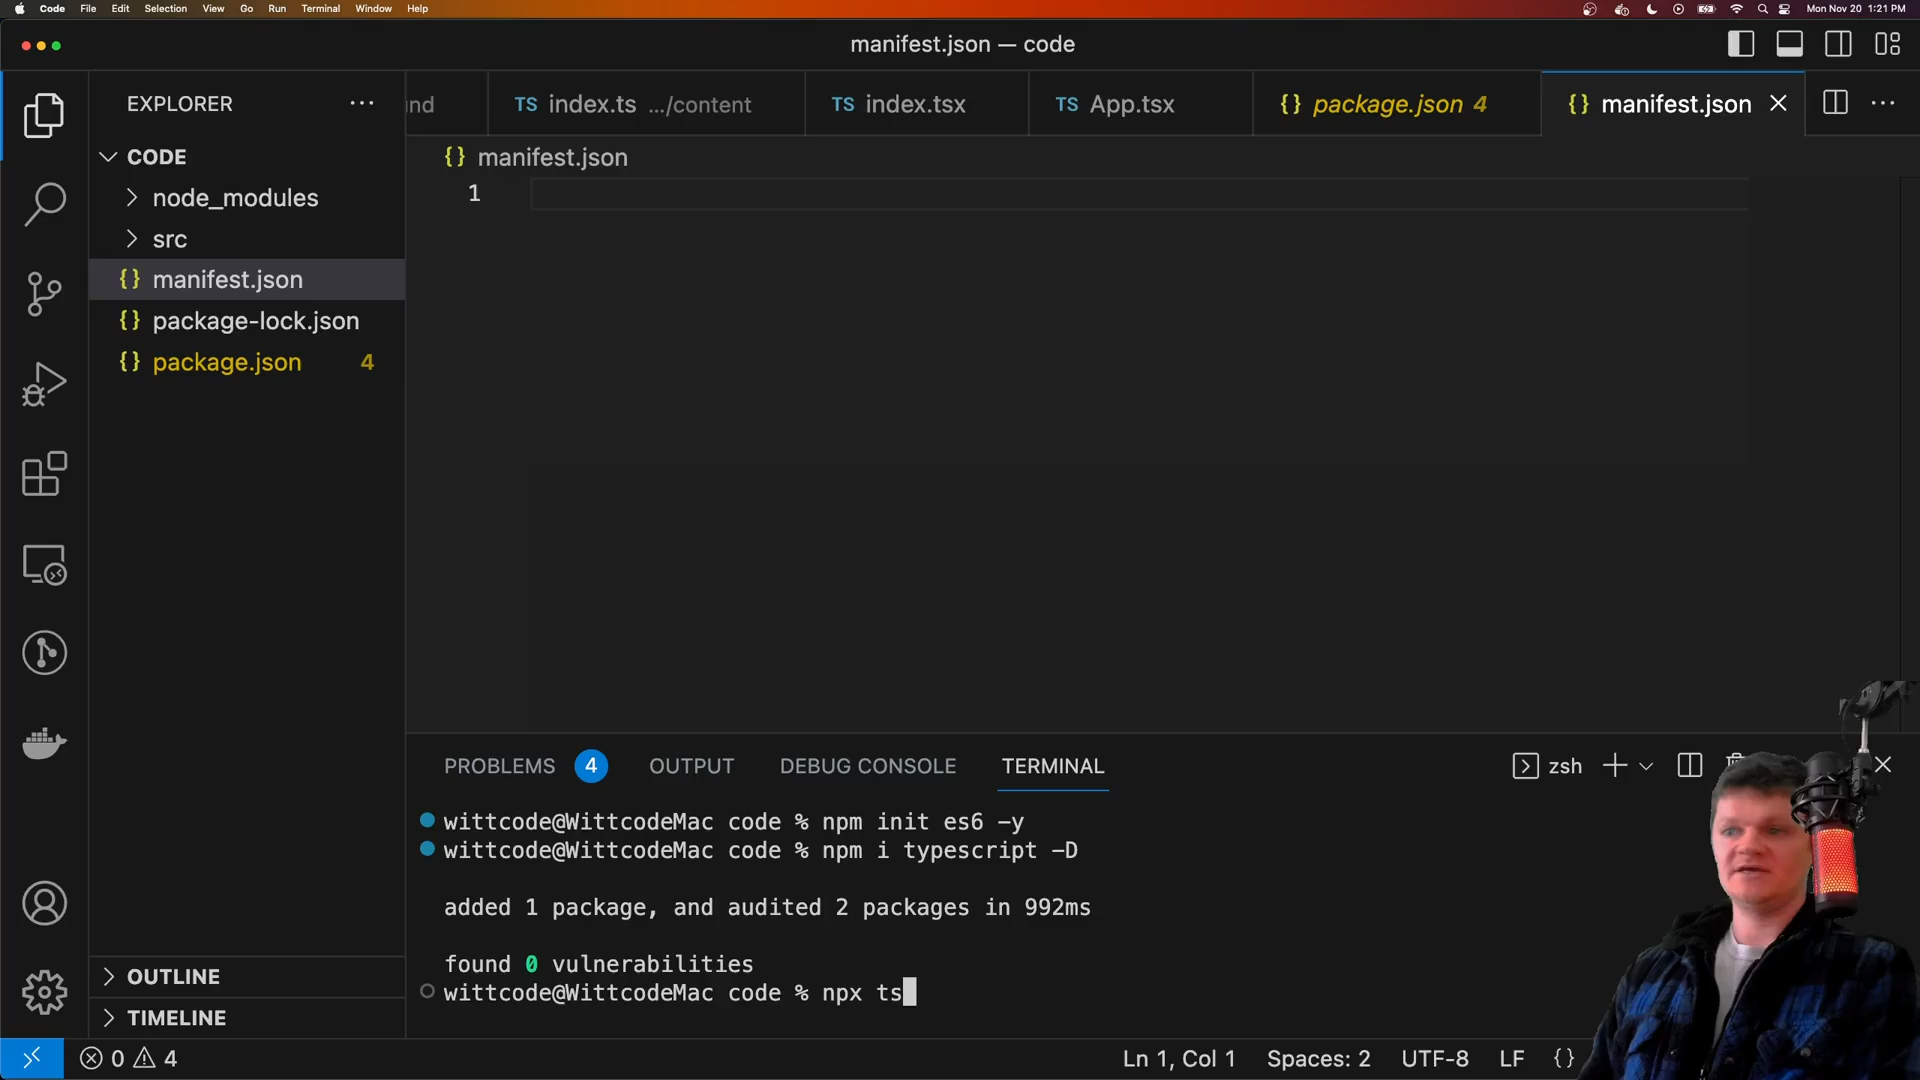 Code File Edit Selection View Go Run Terminal Window Help Mon Nov 20 1:21 PM
manifest.json — code
EXPLORER
CODE
node_modules
src
{} manifest.json
{} package-lock.json
{} package.json 4
OUTLINE
TIMELINE
nd
TS index.ts .../content
TS index.tsx
TS App.tsx
{} package.json 4
{} manifest.json
{} manifest.json
1
PROBLEMS 4 OUTPUT DEBUG CONSOLE TERMINAL
zsh
wittcode@WittcodeMac code % npm init es6 -y
wittcode@WittcodeMac code % npm i typescript -D
added 1 package, and audited 2 packages in 992ms
found 0 vulnerabilities
wittcode@WittcodeMac code % npx ts
0 4
Ln 1, Col 1 Spaces: 2 UTF-8 LF {}